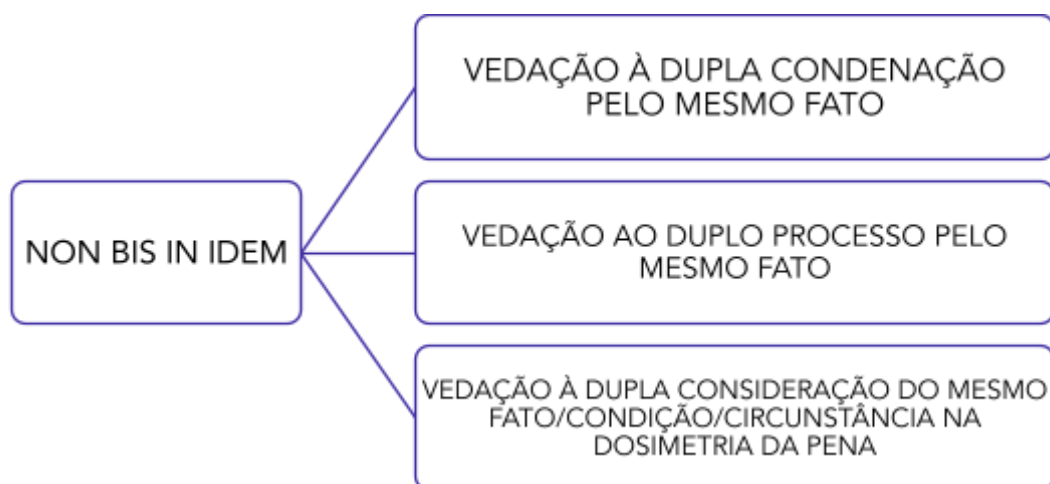 NON BIS IN IDEM
VEDAÇÃO À DUPLA CONDENAÇÃO
PELO MESMO FATO
VEDAÇÃO AO DUPLO PROCESSO PELO
MESMO FATO
VEDAÇÃO À DUPLA CONSIDERAÇÃO DO MESMO
FATO/CONDIÇÃO/CIRCUNSTÂNCIA NA
DOSIMETRIA DA PENA